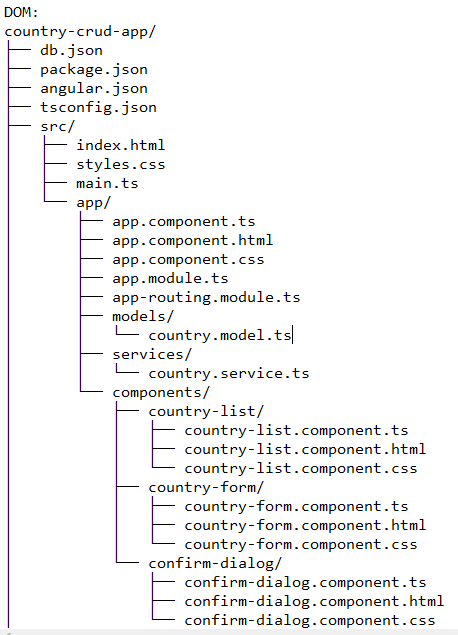 DOM:
country-crud-app/
├── db.json
├── package.json
├── angular.json
├── tsconfig.json
├── src/
│   ├── index.html
│   ├── styles.css
│   ├── main.ts
│   └── app/
│       ├── app.component.ts
│       ├── app.component.html
│       ├── app.component.css
│       ├── app.module.ts
│       ├── app-routing.module.ts
│       ├── models/
│       │   └── country.model.ts
│       ├── services/
│       │   └── country.service.ts
│       └── components/
│           ├── country-list/
│           │   ├── country-list.component.ts
│           │   ├── country-list.component.html
│           │   └── country-list.component.css
│           ├── country-form/
│           │   ├── country-form.component.ts
│           │   ├── country-form.component.html
│           │   └── country-form.component.css
│           └── confirm-dialog/
│               ├── confirm-dialog.component.ts
│               ├── confirm-dialog.component.html
│               └── confirm-dialog.component.css